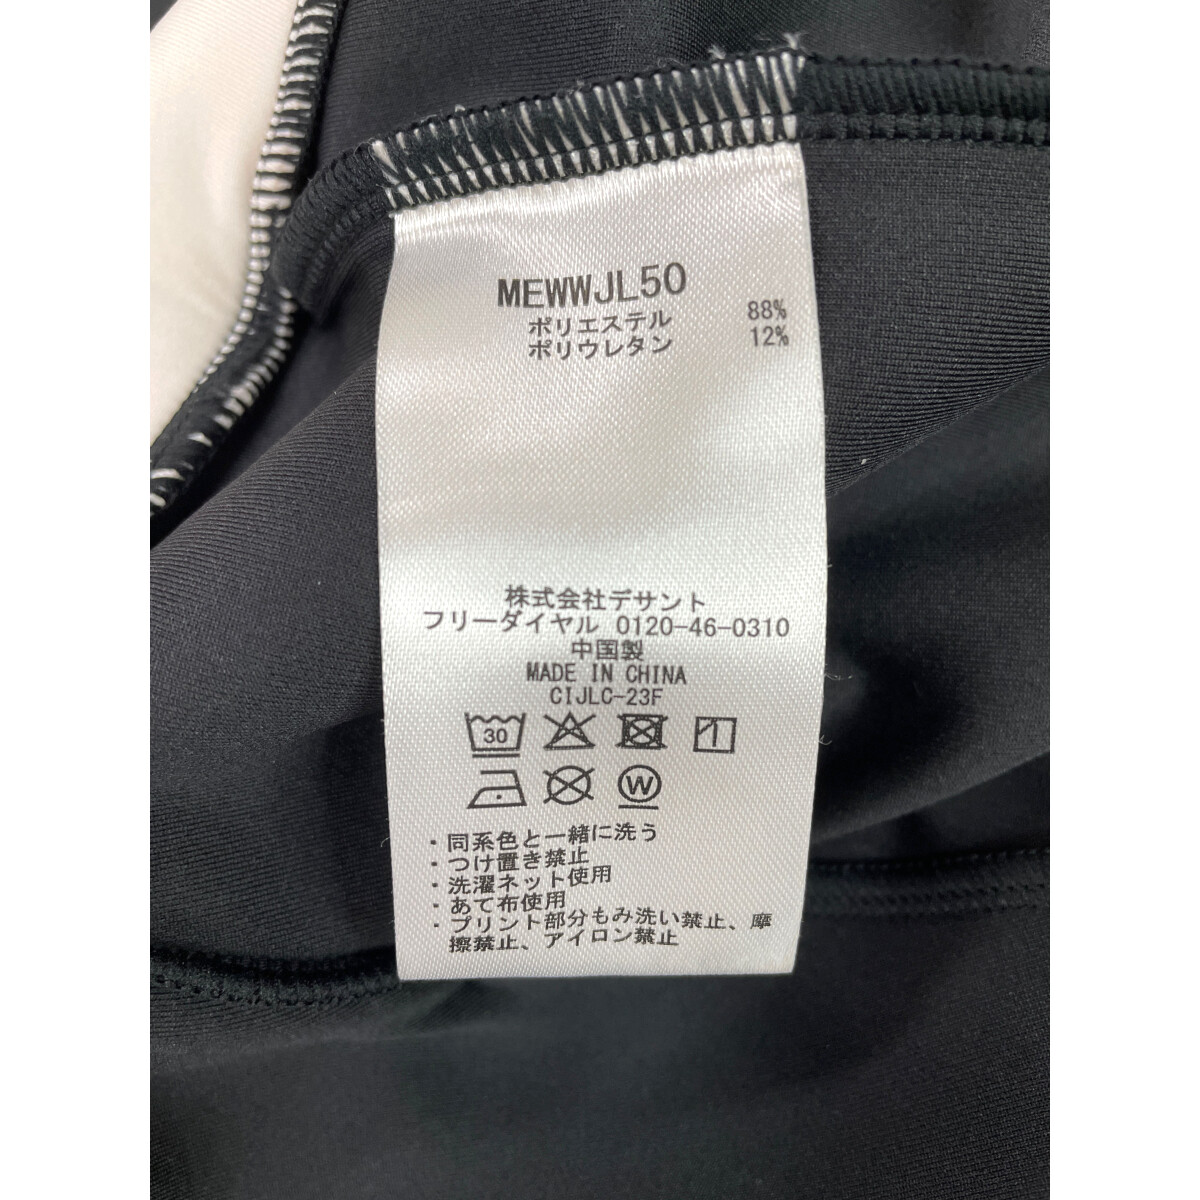 MEWWJL50
ポリエステル 88%
ポリウレタン 12%
株式会社デサント
フリーダイヤル 0120-46-0310
中国製
MADE IN CHINA
CIJLC-23F
30
W
・同系色と一緒に洗う
・つけ置き禁止
・洗濯ネット使用
・あて布使用
・プリント部分もみ洗い禁止、摩
擦禁止、アイロン禁止